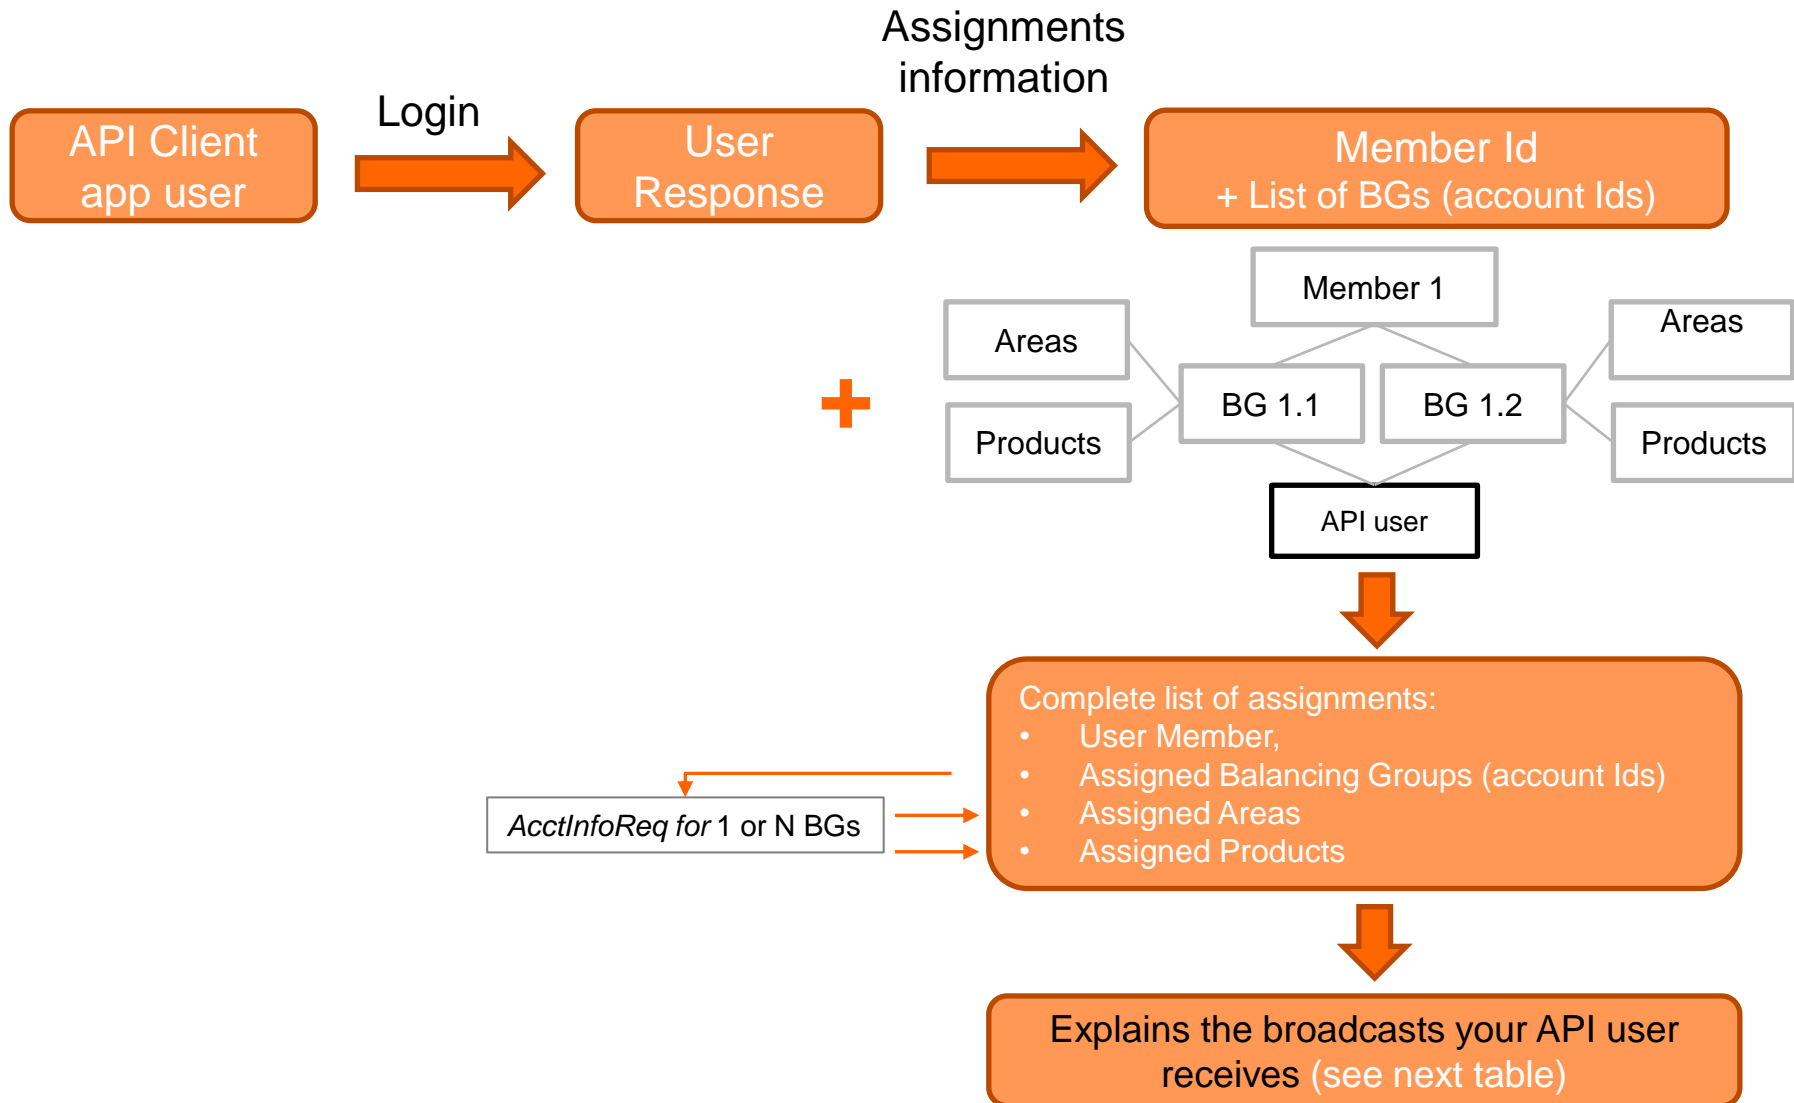 Assignments
information
Login
API Client
app user
User
Response
Member Id
+ List of BGs (account Ids)
Member 1
Areas
Areas
BG 1.1
BG 1.2
Products
Products
API user
Complete list of assignments:
• User Member,
• Assigned Balancing Groups (account Ids)
• Assigned Areas
• Assigned Products
AcctInfoReq for 1 or N BGs
Explains the broadcasts your API user
receives (see next table)